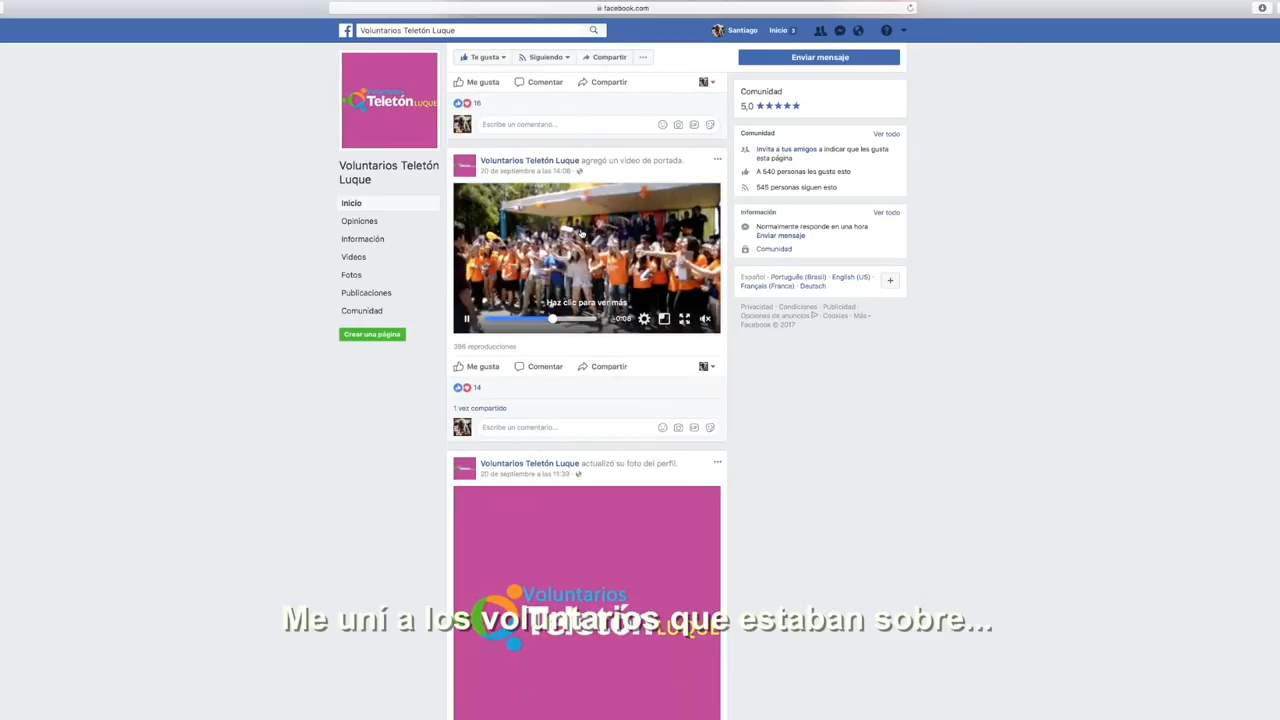 facebook.com
Voluntarios Teletón Luque
Santiago
Inicio 3
Te gusta
Siguiendo
Compartir
Enviar mensaje
Voluntarios
Teletón LUQUE
Voluntarios Teletón
Luque
Inicio
Opiniones
Información
Videos
Fotos
Publicaciones
Comunidad
Crear una página
Me gusta
Comentar
Compartir
16
Escribe un comentario...
Voluntarios Teletón Luque agregó un video de portada.
20 de septiembre a las 14:06 ·
Haz clic para ver más
-0:08
396 reproducciones
Me gusta
Comentar
Compartir
14
1 vez compartido
Escribe un comentario...
Voluntarios Teletón Luque actualizó su foto del perfil.
20 de septiembre a las 11:39 ·
Voluntarios
Teletón LUQUE
Comunidad
5,0 ★★★★★
Comunidad
Ver todo
Invita a tus amigos a indicar que les gusta
esta página
A 540 personas les gusta esto
545 personas siguen esto
Información
Ver todo
Normalmente responde en una hora
Enviar mensaje
Comunidad
Español · Português (Brasil) · English (US) ·
Français (France) · Deutsch
Privacidad · Condiciones · Publicidad ·
Opciones de anuncios · Cookies · Más
Facebook © 2017
Me uní a los voluntarios que estaban sobre...